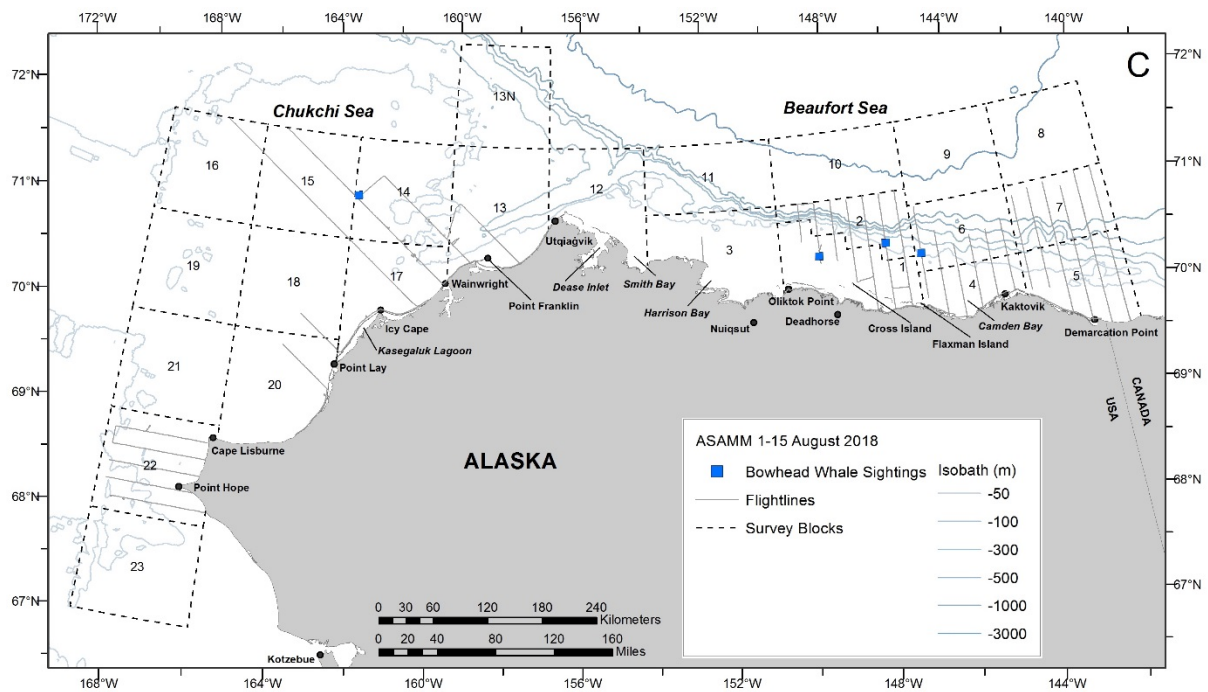 172°W
168°W
164°W
160°W
156°W
152°W
148°W
144°W
140°W
C
72°N
72°N
13N
Chukchi Sea
Beaufort Sea
8
9
10
16
15
14
71°N
71°N
11
12
13
7
2
6
Utqiaġvik
3
19
18
17
1
5
4
70°N
70°N
Dease Inlet
Smith Bay
Wainwright
Point Franklin
Harrison Bay
Oliktok Point
Kaktovik
Icy Cape
Nuiqsut
Deadhorse
Cross Island
Camden Bay
Demarcation Point
Flaxman Island
Kasegaluk Lagoon
21
Point Lay
20
69°N
69°N
CANADA
USA
Cape Lisburne
ALASKA
22
Point Hope
68°N
68°N
23
67°N
67°N
ASAMM 1-15 August 2018
Bowhead Whale Sightings
Flightlines
Survey Blocks
Isobath (m)
-50
-100
-300
-500
-1000
-3000
0 30 60 120 180 240
Kilometers
0 20 40 80 120 160
Miles
Kotzebue
168°W
164°W
160°W
156°W
152°W
148°W
144°W